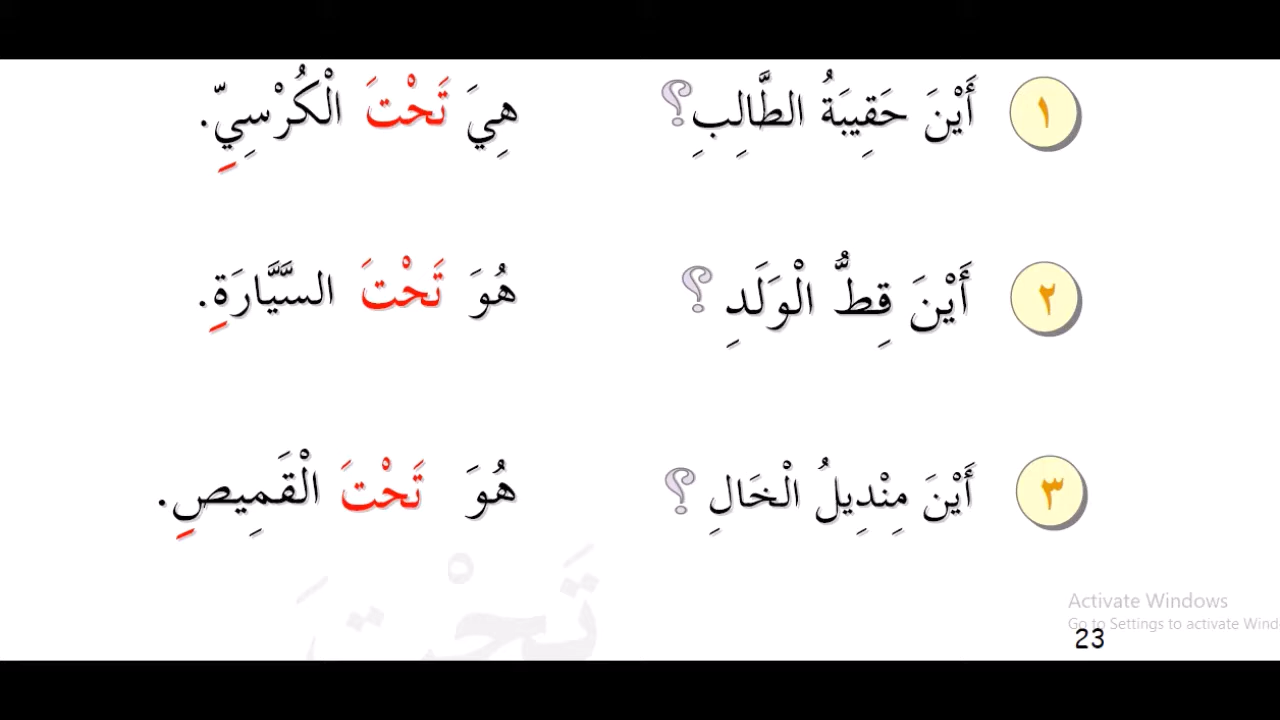 ١ أَيْنَ حَقِيبَةُ الطَّالِبِ؟ هِيَ تَحْتَ الْكُرْسِيِّ.
٢ أَيْنَ قِطُّ الْوَلَدِ؟ هُوَ تَحْتَ السَّيَّارَةِ.
٣ أَيْنَ مِنْدِيلُ الْخَالِ؟ هُوَ تَحْتَ الْقَمِيصِ.
تَحْتَ
Activate Windows
Go to Settings to activate Wind
23